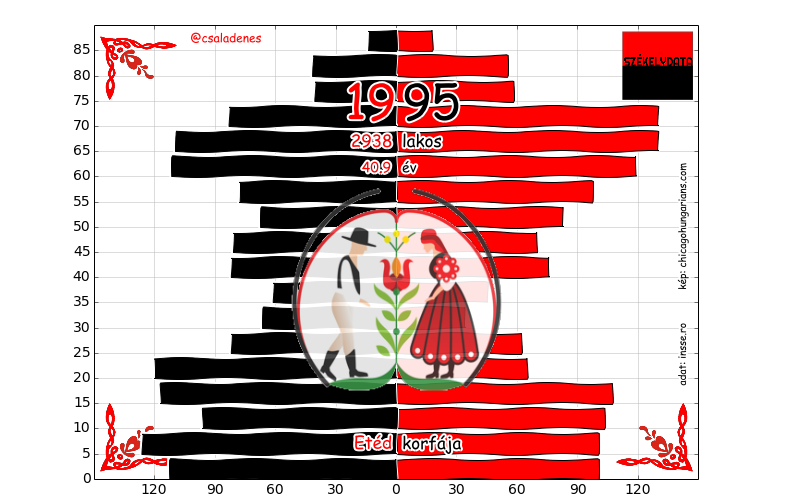 @csaladenes
SZÉKELYDATA
1995
2938 lakos
40.9 év
kép: chicagohungarians.com
adat: insse.ro
Etéd korfája
85
80
75
70
65
60
55
50
45
40
35
30
25
20
15
10
5
0
120 90 60 30 0 30 60 90 120